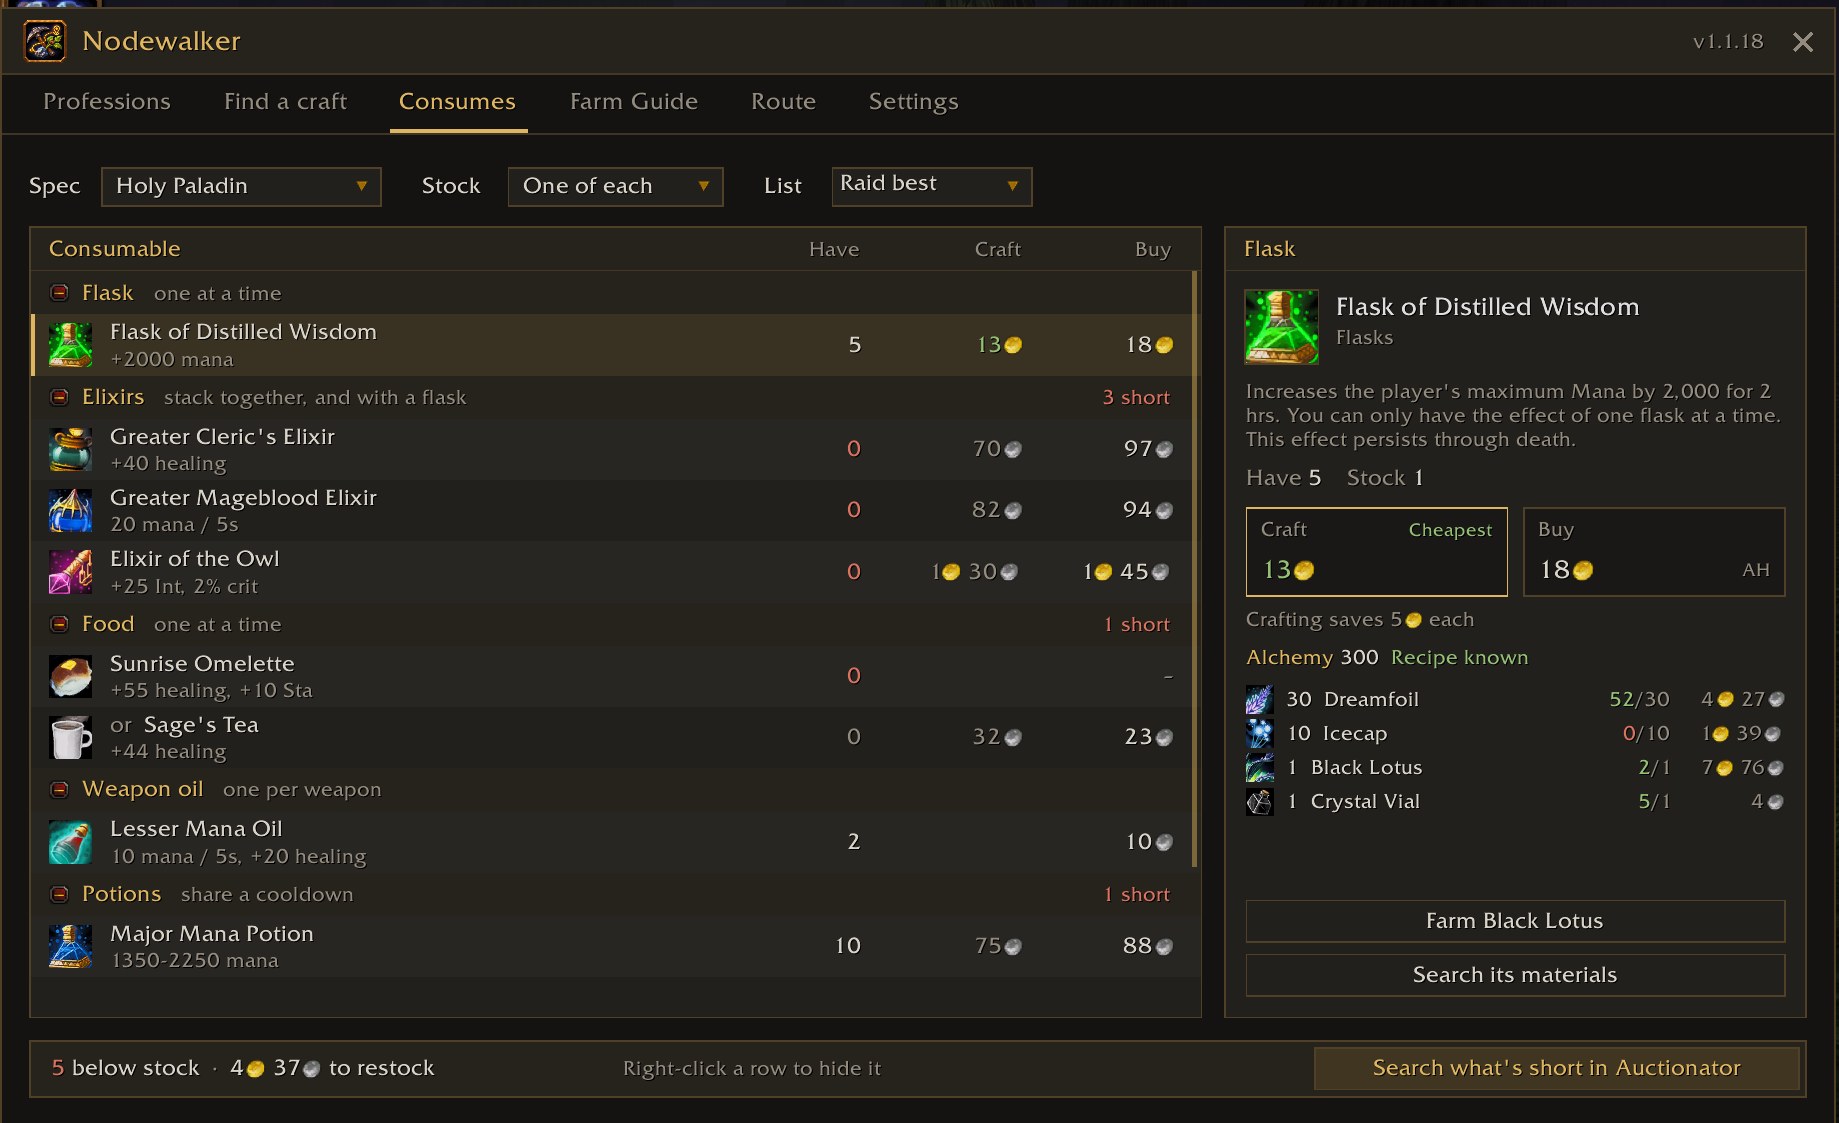 Nodewalker
v1.1.18
Professions Find a craft Consumes Farm Guide Route Settings
Spec Holy Paladin Stock One of each List Raid best
Consumable Have Craft Buy
Flask one at a time
Flask of Distilled Wisdom 5 13 18
+2000 mana
Elixirs stack together, and with a flask 3 short
Greater Cleric's Elixir 0 70 97
+40 healing
Greater Mageblood Elixir 0 82 94
20 mana / 5s
Elixir of the Owl 0 1 30 1 45
+25 Int, 2% crit
Food one at a time 1 short
Sunrise Omelette 0 -
+55 healing, +10 Sta
or Sage's Tea 0 32 23
+44 healing
Weapon oil one per weapon
Lesser Mana Oil 2 10
10 mana / 5s, +20 healing
Potions share a cooldown 1 short
Major Mana Potion 10 75 88
1350-2250 mana
Flask
Flask of Distilled Wisdom
Flasks
Increases the player's maximum Mana by 2,000 for 2
hrs. You can only have the effect of one flask at a time.
This effect persists through death.
Have 5 Stock 1
Craft Cheapest
13
Buy
18 AH
Crafting saves 5 each
Alchemy 300 Recipe known
30 Dreamfoil 52/30 4 27
10 Icecap 0/10 1 39
1 Black Lotus 2/1 7 76
1 Crystal Vial 5/1 4
Farm Black Lotus
Search its materials
5 below stock · 4 37 to restock
Right-click a row to hide it
Search what's short in Auctionator